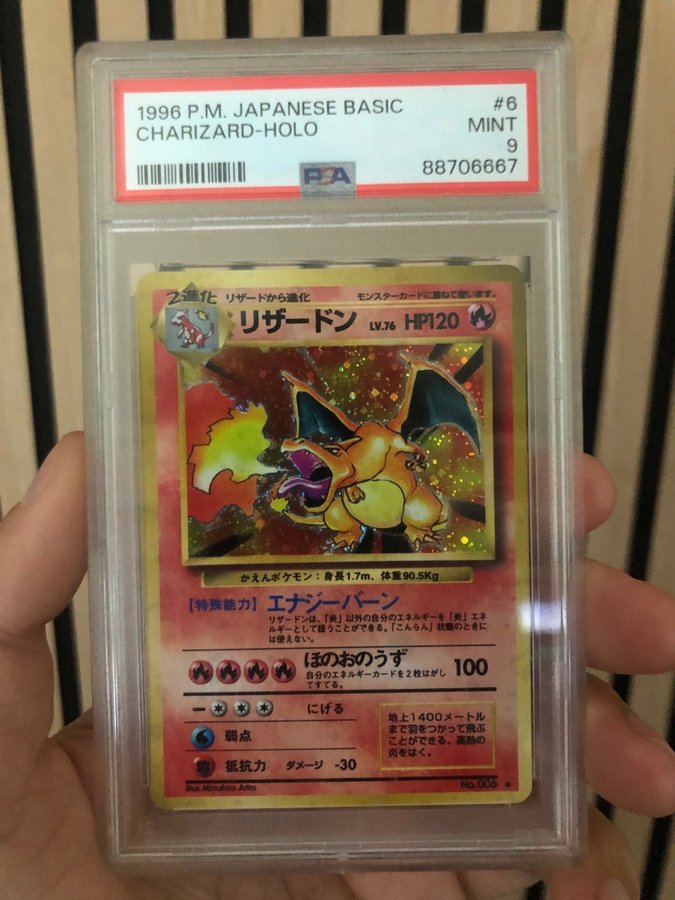 1996 P.M. JAPANESE BASIC #6
CHARIZARD-HOLO MINT
9
PSA 88706667
2進化 リザードから進化 モンスターカードに重ねて使います。
リザードン LV.76 HP120
かえんポケモン：身長1.7m、体重90.5Kg
【特殊能力】エナジーバーン
リザードンは、「炎」以外の自分のエネルギーを「炎」エネ
ルギーとして扱うことができる。「こんらん」状態のときに
は使えない。
ほのおのうず 100
自分のエネルギーカードを2枚はがし
てすてる。
にげる
弱点
抵抗力 ダメージ -30
地上1400メートル
まで羽をつかって飛ぶ
ことができる。高熱の
炎をはく。
Illus.Mitsuhiro Arita No.006 ★